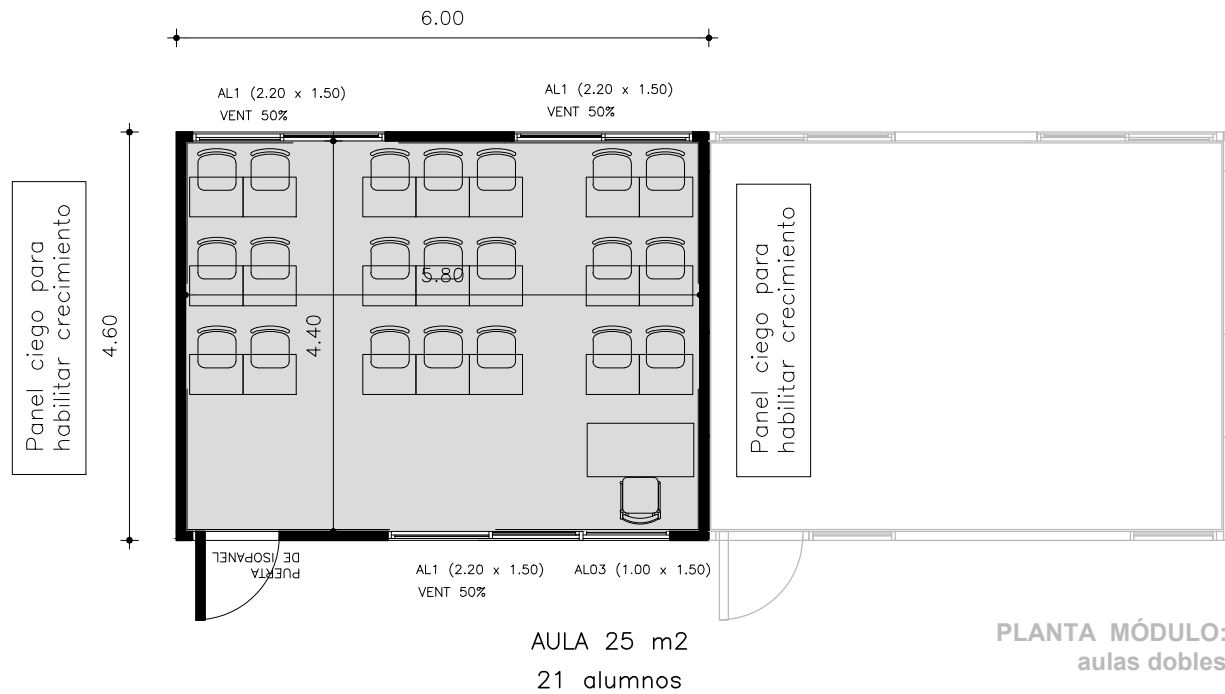 6.00
AL1 (2.20 x 1.50)
VENT 50%
AL1 (2.20 x 1.50)
VENT 50%
Panel ciego para
habilitar crecimiento
4.60
5.80
4.40
Panel ciego para
habilitar crecimiento
PUERTA
DE ISOPANEL
AL1 (2.20 x 1.50)
VENT 50%
AL03 (1.00 x 1.50)
AULA 25 m2
21 alumnos
PLANTA MÓDULO:
aulas dobles